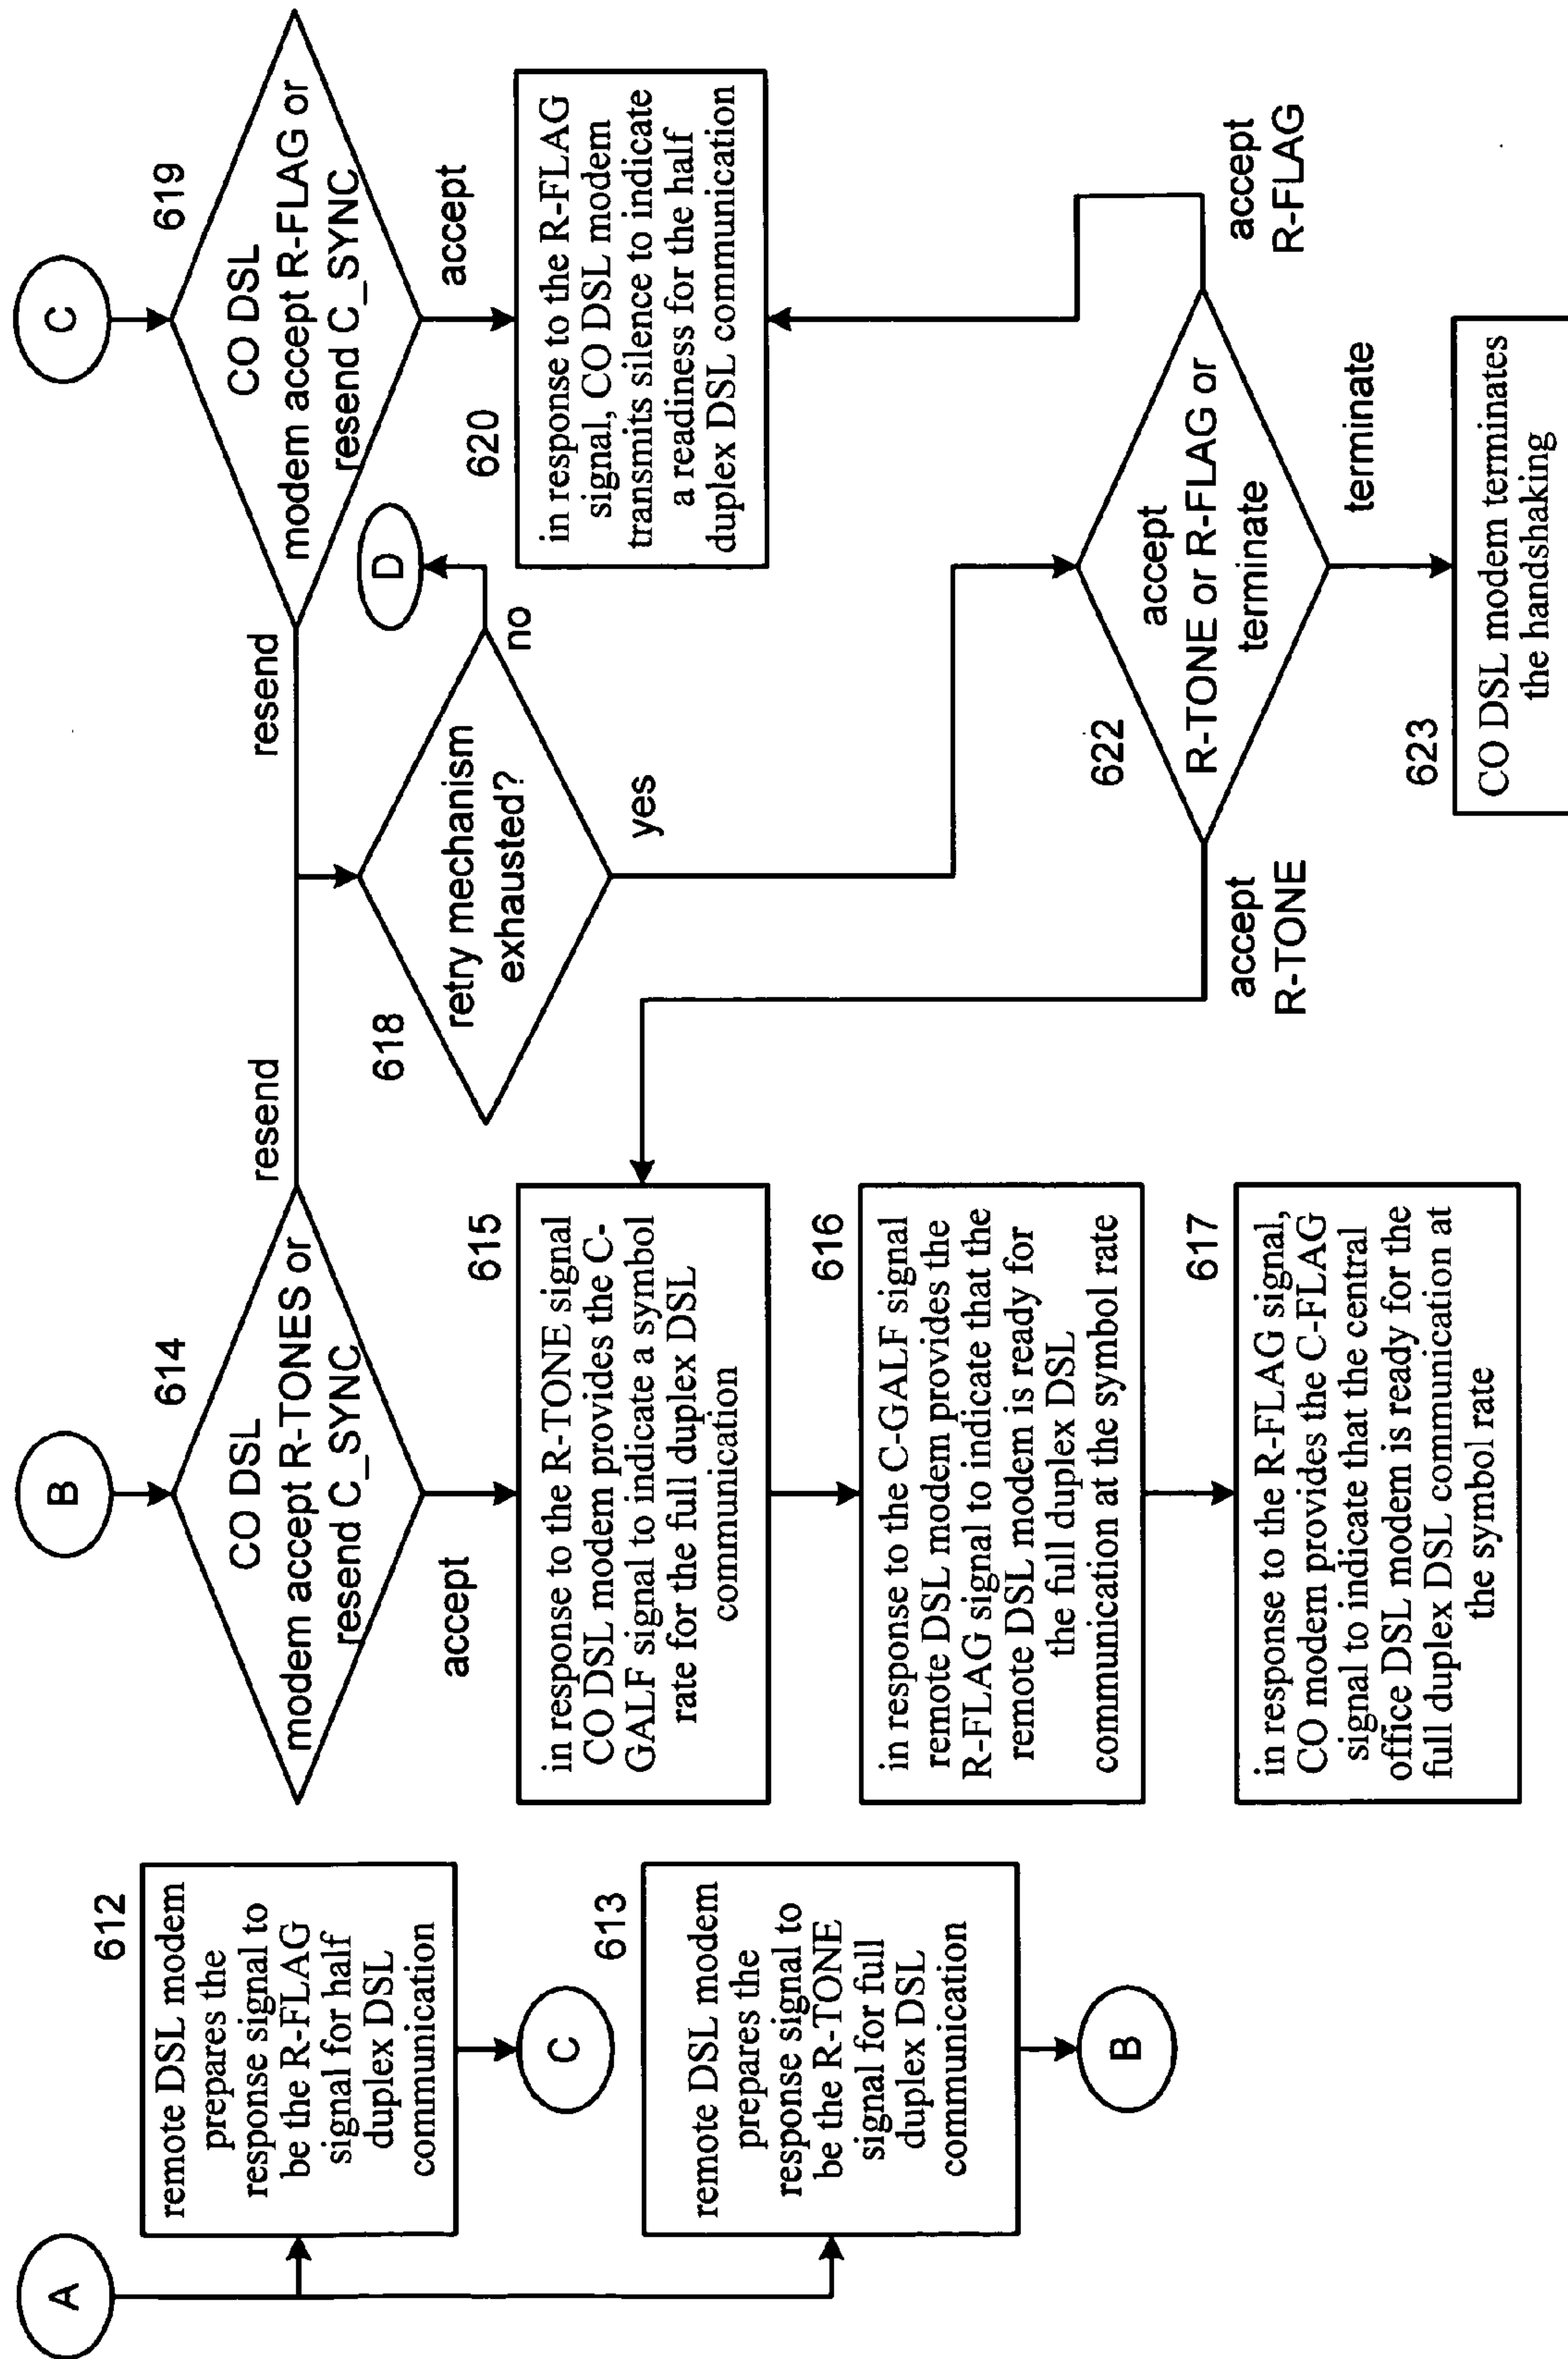 A
612
remote DSL modem
prepares the
response signal to
be the R-FLAG
signal for half
duplex DSL
communication
C
613
remote DSL modem
prepares the
response signal to
be the R-TONE
signal for full
duplex DSL
communication
B
B
614
CO DSL
modem accept R-TONES or
resend C_SYNC
resend
accept
615
in response to the R-TONE signal
CO DSL modem provides the C-
GALF signal to indicate a symbol
rate for the full duplex DSL
communication
616
in response to the C-GALF signal
remote DSL modem provides the
R-FLAG signal to indicate that the
remote DSL modem is ready for
the full duplex DSL
communication at the symbol rate
617
in response to the R-FLAG signal,
CO modem provides the C-FLAG
signal to indicate that the central
office DSL modem is ready for the
full duplex DSL communication at
the symbol rate
618
retry mechanism
exhausted?
no
yes
D
C
619
CO DSL
modem accept R-FLAG or
resend C_SYNC
resend
accept
620
in response to the R-FLAG
signal, CO DSL modem
transmits silence to indicate
a readiness for the half
duplex DSL communication
622
accept
R-TONE or R-FLAG or
terminate
accept
R-TONE
accept
R-FLAG
terminate
623
CO DSL modem terminates
the handshaking